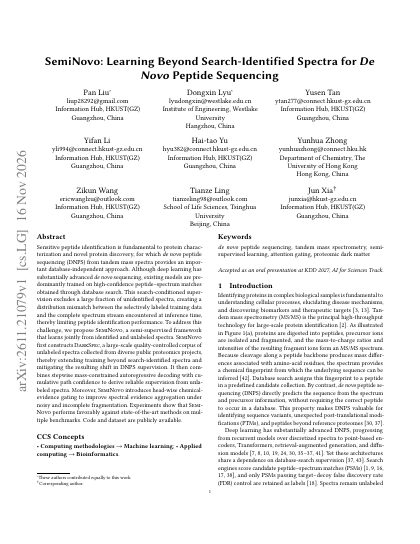 SemiNovo: Learning Beyond Search-Identified Spectra for De
Novo Peptide Sequencing
Pan Liu*
liup28292@gmail.com
Information Hub, HKUST(GZ)
Guangzhou, China
Dongxin Lyu*
lyudongxin@westlake.edu.cn
Institute of Engineering, Westlake
University
Hangzhou, China
Yusen Tan
ytan277@connect.hkust-gz.edu.cn
Information Hub, HKUST(GZ)
Guangzhou, China
Yifan Li
yli994@connect.hkust-gz.edu.cn
Information Hub, HKUST(GZ)
Guangzhou, China
Hai-tao Yu
hyu382@connect.hkust-gz.edu.cn
Information Hub, HKUST(GZ)
Guangzhou, China
Yunhua Zhong
yunhuazhong@connect.hku.hk
Department of Chemistry, The
University of Hong Kong
Hong Kong, China
Zikun Wang
ericwanglzu@outlook.com
Information Hub, HKUST(GZ)
Guangzhou, China
Tianze Ling
tianzeling98@outlook.com
School of Life Sciences, Tsinghua
University
Beijing, China
Jun Xia†
junxia@hkust-gz.edu.cn
Information Hub, HKUST(GZ)
Guangzhou, China
arXiv:2611.21079v1 [cs.LG] 16 Nov 2026
Abstract
Sensitive peptide identification is fundamental to protein charac-
terization and novel protein discovery, for which de novo peptide
sequencing (DNPS) from tandem mass spectra provides an impor-
tant database-independent approach. Although deep learning has
substantially advanced de novo sequencing, existing models are pre-
dominantly trained on high-confidence peptide–spectrum matches
obtained through database search. This search-conditioned super-
vision excludes a large fraction of unidentified spectra, creating a
distribution mismatch between the selectively labeled training data
and the complete spectrum stream encountered at inference time,
thereby limiting peptide identification performance. To address this
challenge, we propose SemiNovo, a semi-supervised framework
that learns jointly from identified and unlabeled spectra. SemiNovo
first constructs DarkNovo, a large-scale quality-controlled corpus of
unlabeled spectra collected from diverse public proteomics projects,
thereby extending training beyond search-identified spectra and
mitigating the resulting shift in DNPS supervision. It then com-
bines stepwise mass-constrained autoregressive decoding with cu-
mulative path confidence to derive reliable supervision from unla-
beled spectra. Moreover, SemiNovo introduces head-wise chemical-
evidence gating to improve spectral evidence aggregation under
noisy and incomplete fragmentation. Experiments show that Semi-
Novo performs favorably against state-of-the-art methods on mul-
tiple benchmarks. Code and dataset are publicly available.
CCS Concepts
• Computing methodologies → Machine learning; • Applied
computing → Bioinformatics
*These authors contributed equally to this work
†Corresponding author
Keywords
de novo peptide sequencing, tandem mass spectrometry, semi-
supervised learning, attention gating, proteomic dark matter
Accepted as an oral presentation at KDD 2027, AI for Sciences Track.
1 Introduction
Identifying proteins in complex biological samples is fundamental to
understanding cellular processes, elucidating disease mechanisms,
and discovering biomarkers and therapeutic targets [3, 13]. Tan-
dem mass spectrometry (MS/MS) is the principal high-throughput
technology for large-scale protein identification [2]. As illustrated
in Figure 1(a), proteins are digested into peptides, precursor ions
are isolated and fragmented, and the mass-to-charge ratios and
intensities of the resulting fragment ions form an MS/MS spectrum.
Because cleavage along a peptide backbone produces mass differ-
ences associated with amino-acid residues, the spectrum provides
a chemical fingerprint from which the underlying sequence can be
inferred [42]. Database search assigns this fingerprint to a peptide
in a predefined candidate collection. By contrast, de novo peptide se-
quencing (DNPS) directly predicts the sequence from the spectrum
and precursor information, without requiring the correct peptide
to occur in a database. This property makes DNPS valuable for
identifying sequence variants, unexpected post-translational modi-
fications (PTMs), and peptides beyond reference proteomes [30, 37].
Deep learning has substantially advanced DNPS, progressing
from recurrent models over discretized spectra to point-based en-
coders, Transformers, retrieval-augmented generation, and diffu-
sion models [7, 8, 10, 19, 24, 30, 35–37, 41]. Yet these architectures
share a dependence on database-search supervision [37, 43]. Search
engines score candidate peptide–spectrum matches (PSMs) [1, 9, 16,
17, 38], and only PSMs passing target–decoy false discovery rate
(FDR) control are retained as labels [18]. Spectra remain unlabeled
1